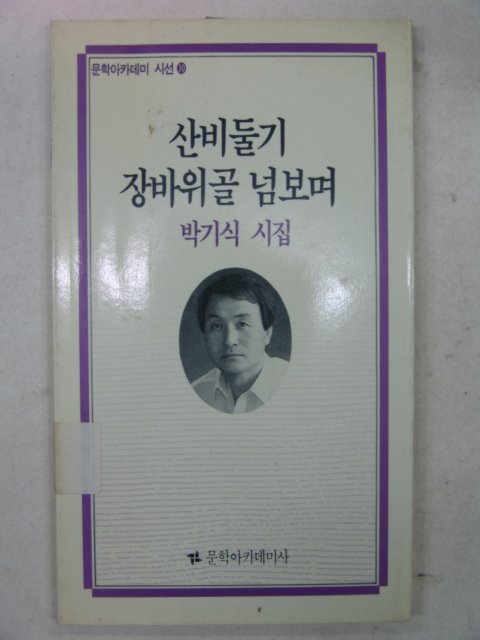 문학아카데미 시선 ⑩
산비둘기
장바위골 넘보며
박기식 시집
문학아카데미사